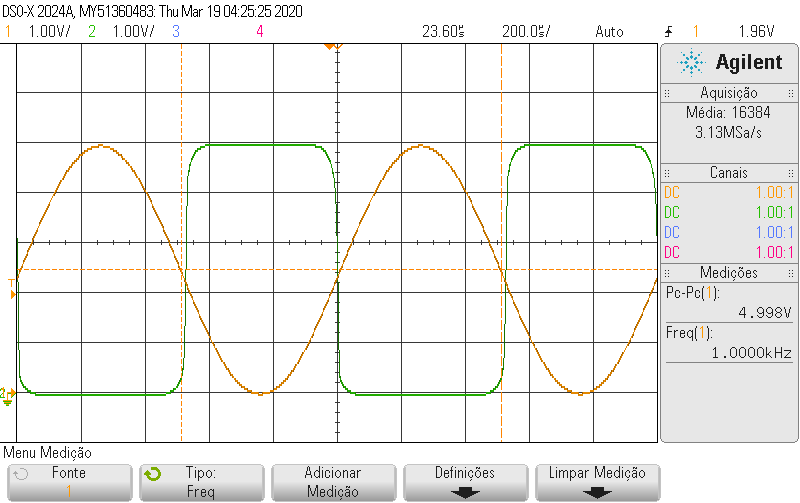 DSO-X 2024A, MY51360483: Thu Mar 19 04:25:25 2020
1 1.00V/ 2 1.00V/ 3 4 23.60s 200.0s/ Auto 1 1.96V
Agilent
Aquisição
Média: 16384
3.13MSa/s
Canais
DC 1.00:1
DC 1.00:1
DC 1.00:1
DC 1.00:1
Medições
Pc-Pc(1):
4.998V
Freq(1):
1.0000kHz
T
2
Menu Medição
Fonte
1
Tipo:
Freq
Adicionar
Medição
Definições
Limpar Medição